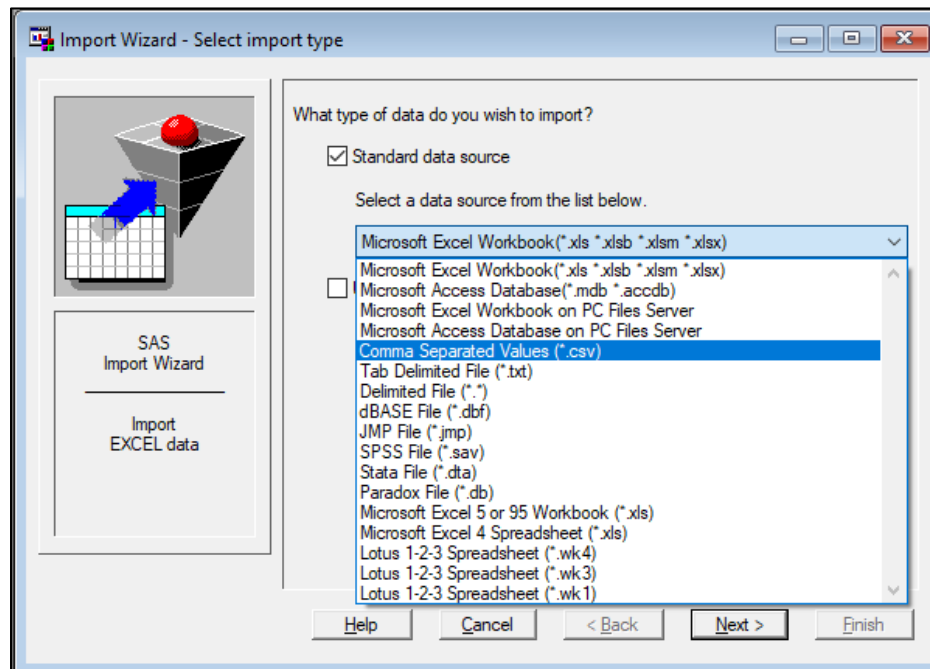 Import Wizard - Select import type
What type of data do you wish to import?
Standard data source
Select a data source from the list below.
Microsoft Excel Workbook(*.xls *.xlsb *.xlsm *.xlsx)
Microsoft Excel Workbook(*.xls *.xlsb *.xlsm *.xlsx)
Microsoft Access Database(*.mdb *.accdb)
Microsoft Excel Workbook on PC Files Server
Microsoft Access Database on PC Files Server
Comma Separated Values (*.csv)
Tab Delimited File (*.txt)
Delimited File (*.*)
dBASE File (*.dbf)
JMP File (*.jmp)
SPSS File (*.sav)
Stata File (*.dta)
Paradox File (*.db)
Microsoft Excel 5 or 95 Workbook (*.xls)
Microsoft Excel 4 Spreadsheet (*.xls)
Lotus 1-2-3 Spreadsheet (*.wk4)
Lotus 1-2-3 Spreadsheet (*.wk3)
Lotus 1-2-3 Spreadsheet (*.wk1)
SAS
Import Wizard
Import
EXCEL data
Help
Cancel
< Back
Next >
Finish